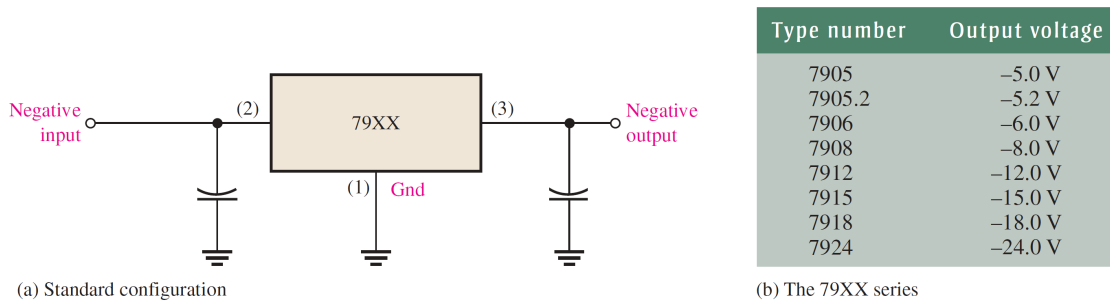 Negative
input
(2)
79XX
(3)
Negative
output
(1)
Gnd
(a) Standard configuration
Type number Output voltage
7905 –5.0 V
7905.2 –5.2 V
7906 –6.0 V
7908 –8.0 V
7912 –12.0 V
7915 –15.0 V
7918 –18.0 V
7924 –24.0 V
(b) The 79XX series